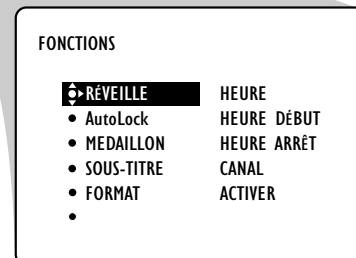 FONCTIONS
RÉVEILLE HEURE
AutoLock HEURE DÉBUT
MEDAILLON HEURE ARRÊT
SOUS-TITRE CANAL
FORMAT ACTIVER